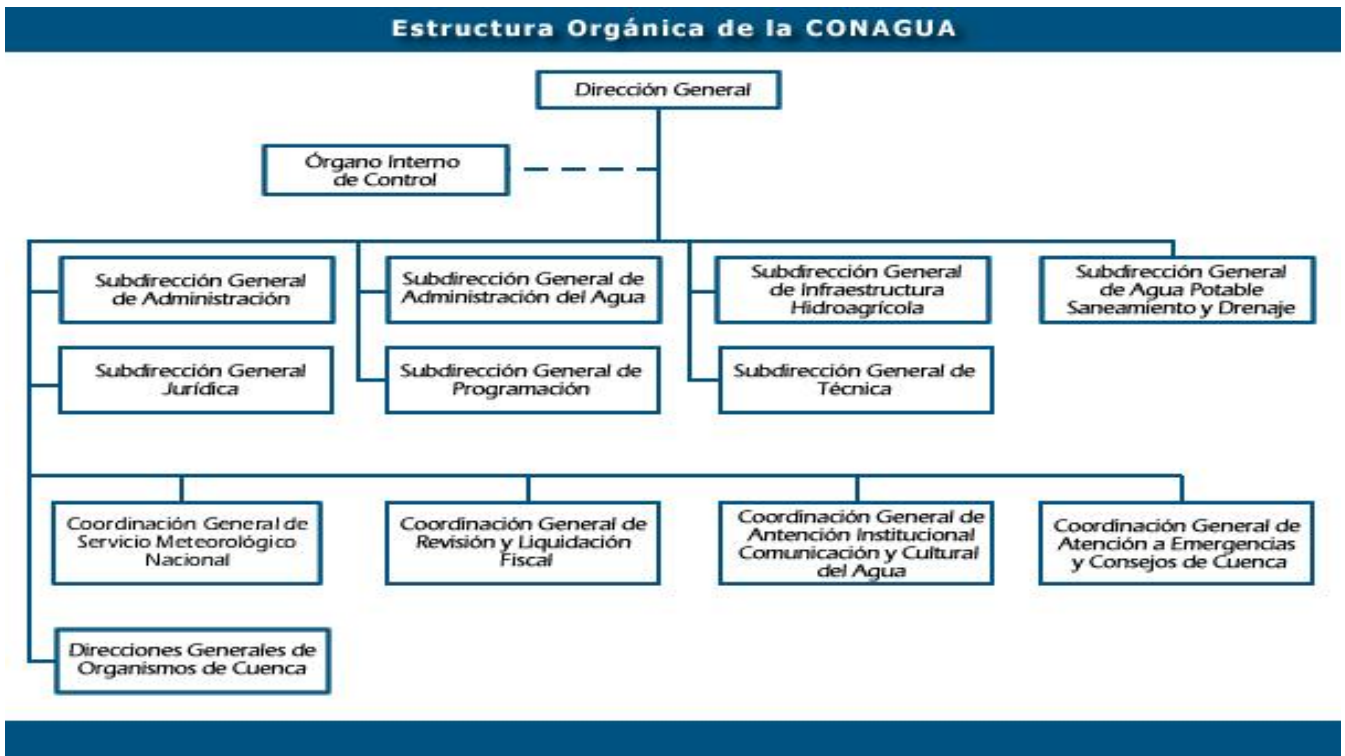 Estructura Orgánica de la CONAGUA
Dirección General
Órgano Interno
de Control
Subdirección General
de Administración
Subdirección General de
Administración del Agua
Subdirección General
de Infraestructura
Hidroagrícola
Subdirección General
de Agua Potable
Saneamiento y Drenaje
Subdirección General
Jurídica
Subdirección General de
Programación
Subdirección General de
Técnica
Coordinación General de
Servicio Meteorológico
Nacional
Coordinación General de
Revisión y Liquidación
Fiscal
Coordinación General de
Antención Institucional
Comunicación y Cultural
del Agua
Coordinación General de
Atención a Emergencias
y Consejos de Cuenca
Direcciones Generales de
Organismos de Cuenca